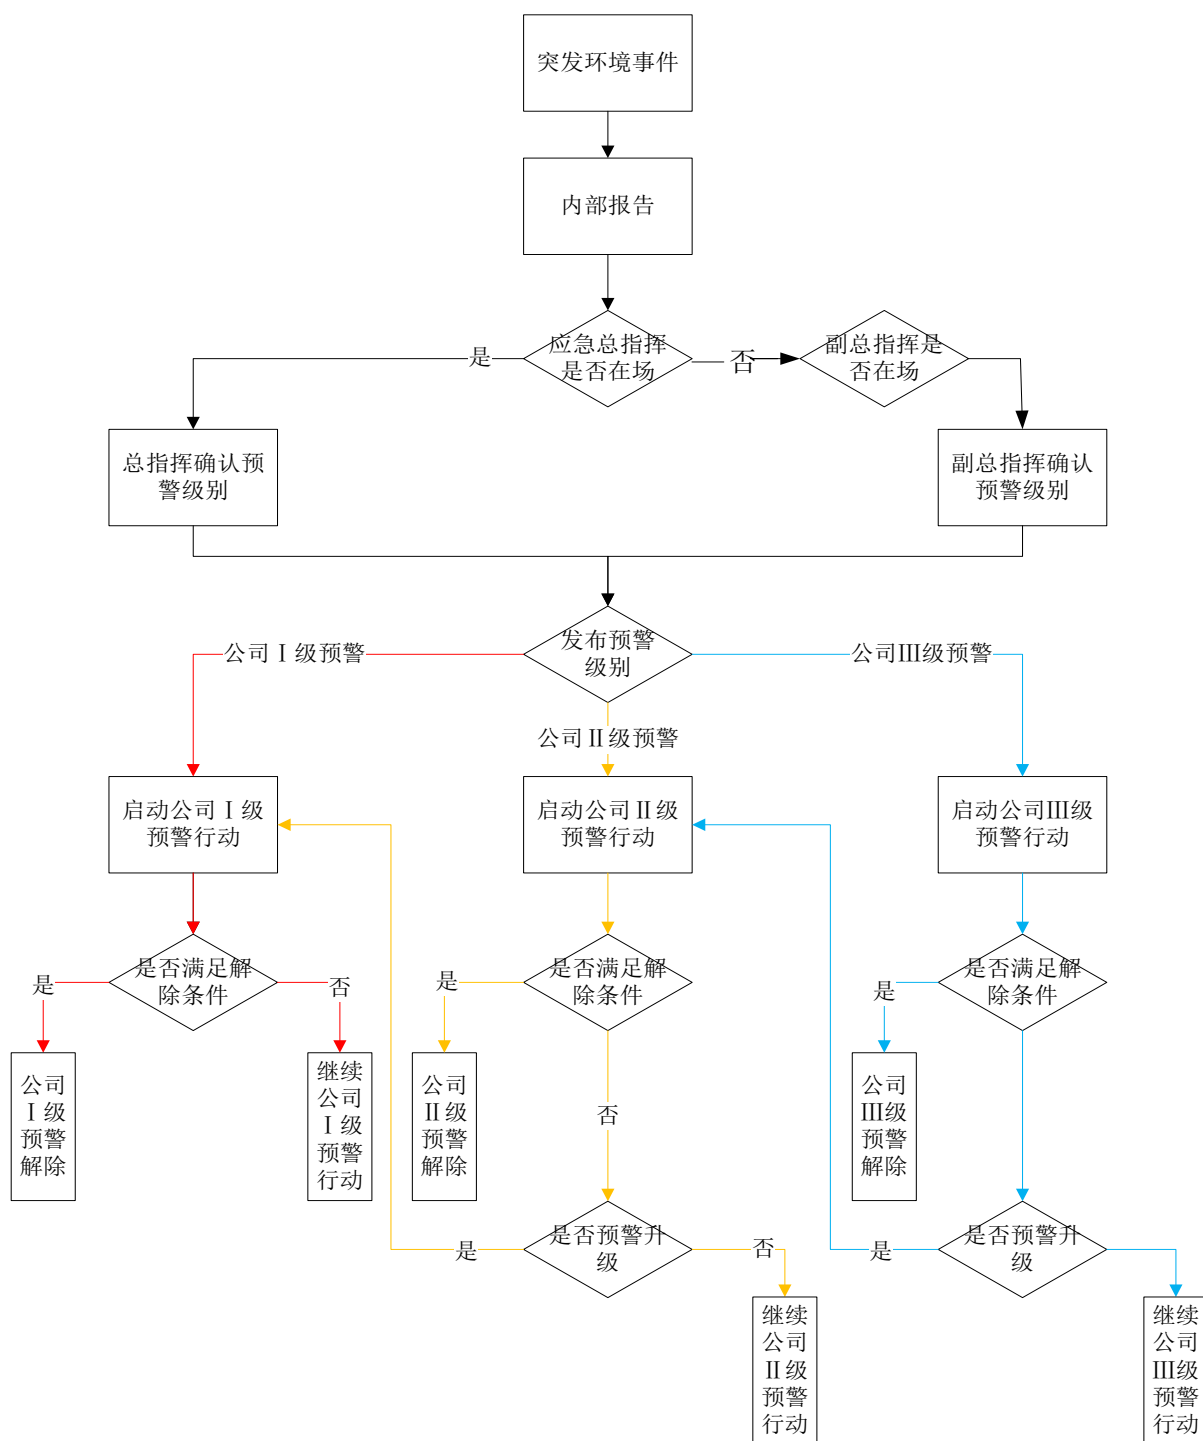 突发环境事件
内部报告
应急总指挥
是否在场
是
否
副总指挥是
否在场
总指挥确认预
警级别
副总指挥确认
预警级别
发布预警
级别
公司Ⅰ级预警
公司Ⅱ级预警
公司Ⅲ级预警
启动公司Ⅰ级
预警行动
启动公司Ⅱ级
预警行动
启动公司Ⅲ级
预警行动
是否满足解
除条件
是
否
是否满足解
除条件
是
否
是否满足解
除条件
是
公司
Ⅰ级
预警
解除
继续
公司
Ⅰ级
预警
行动
公司
Ⅱ级
预警
解除
公司
Ⅲ级
预警
解除
是否预警升
级
是
否
是否预警升
级
是
继续
公司
Ⅱ级
预警
行动
继续
公司
Ⅲ级
预警
行动